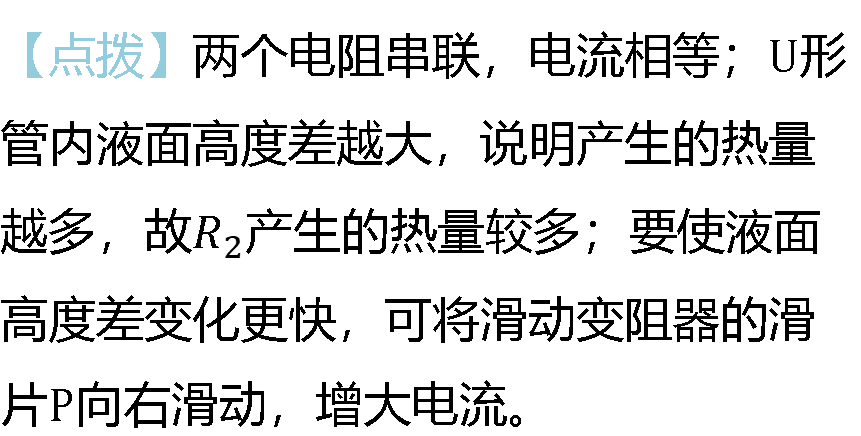 【点拨】两个电阻串联，电流相等；U形
管内液面高度差越大，说明产生的热量
越多，故R₂产生的热量较多；要使液面
高度差变化更快，可将滑动变阻器的滑
片P向右滑动，增大电流。